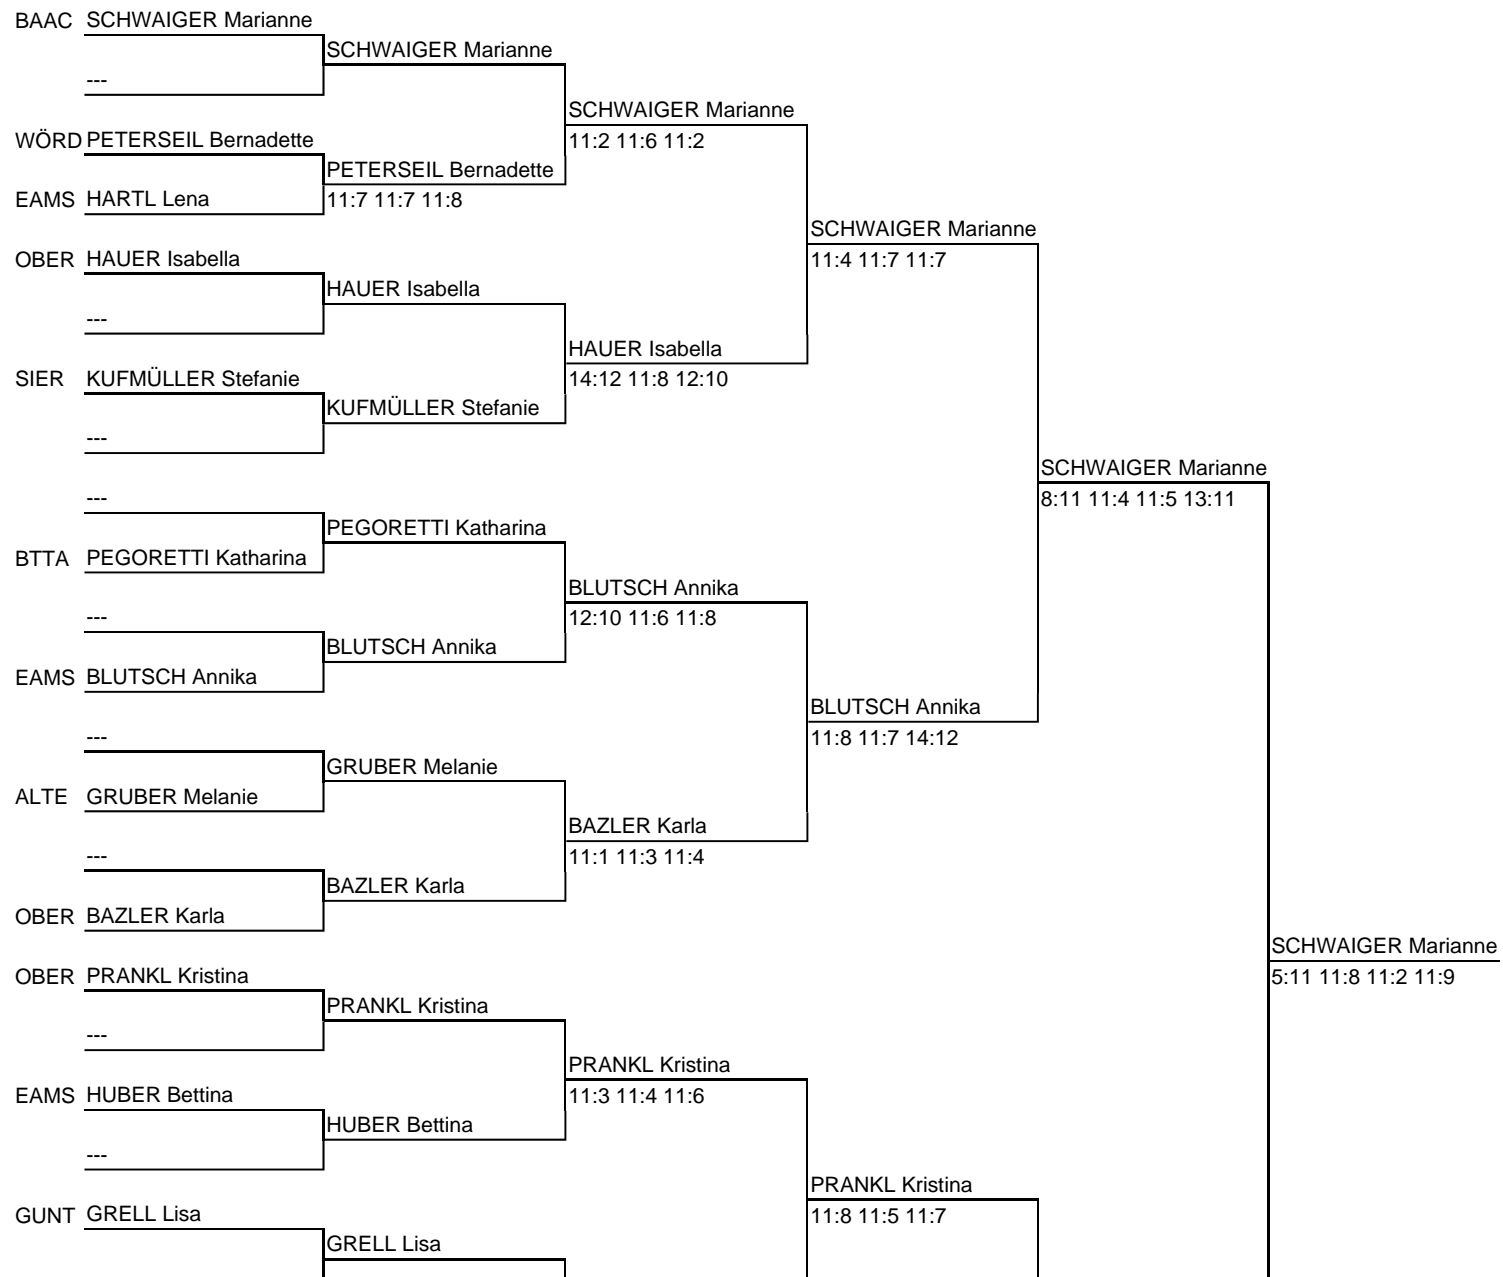 BAAC SCHWAIGER Marianne
SCHWAIGER Marianne
---
SCHWAIGER Marianne
WÖRD PETERSEIL Bernadette
11:2 11:6 11:2
PETERSEIL Bernadette
EAMS HARTL Lena
11:7 11:7 11:8
SCHWAIGER Marianne
OBER HAUER Isabella
11:4 11:7 11:7
HAUER Isabella
---
HAUER Isabella
SIER KUFMÜLLER Stefanie
14:12 11:8 12:10
KUFMÜLLER Stefanie
---
SCHWAIGER Marianne
---
8:11 11:4 11:5 13:11
PEGORETTI Katharina
BTTA PEGORETTI Katharina
BLUTSCH Annika
---
12:10 11:6 11:8
BLUTSCH Annika
EAMS BLUTSCH Annika
BLUTSCH Annika
---
11:8 11:7 14:12
GRUBER Melanie
ALTE GRUBER Melanie
BAZLER Karla
---
11:1 11:3 11:4
BAZLER Karla
OBER BAZLER Karla
SCHWAIGER Marianne
OBER PRANKL Kristina
5:11 11:8 11:2 11:9
PRANKL Kristina
---
PRANKL Kristina
EAMS HUBER Bettina
11:3 11:4 11:6
HUBER Bettina
---
PRANKL Kristina
GUNT GRELL Lisa
11:8 11:5 11:7
GRELL Lisa